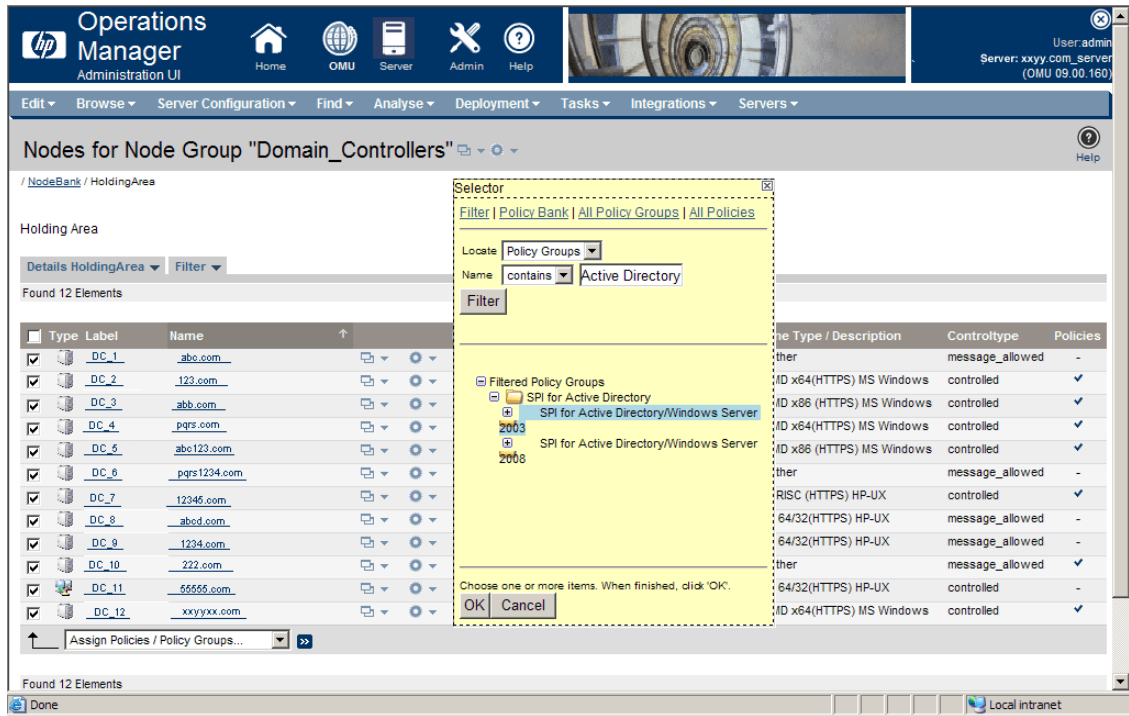 hp
Operations
Manager
Administration UI
Home
OMU
Server
Admin
Help
User:admin
Server: xxyy.com_server
(OMU 09.00.160)
Edit Browse Server Configuration Find Analyse Deployment Tasks Integrations Servers
Nodes for Node Group "Domain_Controllers"
Help
/ NodeBank / HoldingArea
Holding Area
Details HoldingArea Filter
Found 12 Elements
Selector
Filter | Policy Bank | All Policy Groups | All Policies
Locate Policy Groups
Name contains Active Directory
Filter
Filtered Policy Groups
SPI for Active Directory
SPI for Active Directory/Windows Server
2003
SPI for Active Directory/Windows Server
2008
Choose one or more items. When finished, click 'OK'.
OK Cancel
Type Label Name ne Type / Description Controltype Policies
DC_1 abc.com ther message_allowed -
DC_2 123.com MD x64(HTTPS) MS Windows controlled
DC_3 abb.com MD x86 (HTTPS) MS Windows controlled
DC_4 pqrs.com MD x64(HTTPS) MS Windows controlled
DC_5 abc123.com MD x86 (HTTPS) MS Windows controlled
DC_6 pqrs1234.com ther message_allowed -
DC_7 12345.com RISC (HTTPS) HP-UX controlled
DC_8 abcd.com 64/32(HTTPS) HP-UX message_allowed -
DC_9 1234.com 64/32(HTTPS) HP-UX message_allowed -
DC_10 222.com ther message_allowed
DC_11 55555.com 64/32(HTTPS) HP-UX controlled -
DC_12 xxyyxx.com MD x64(HTTPS) MS Windows controlled
Assign Policies / Policy Groups...
Found 12 Elements
Done
Local intranet